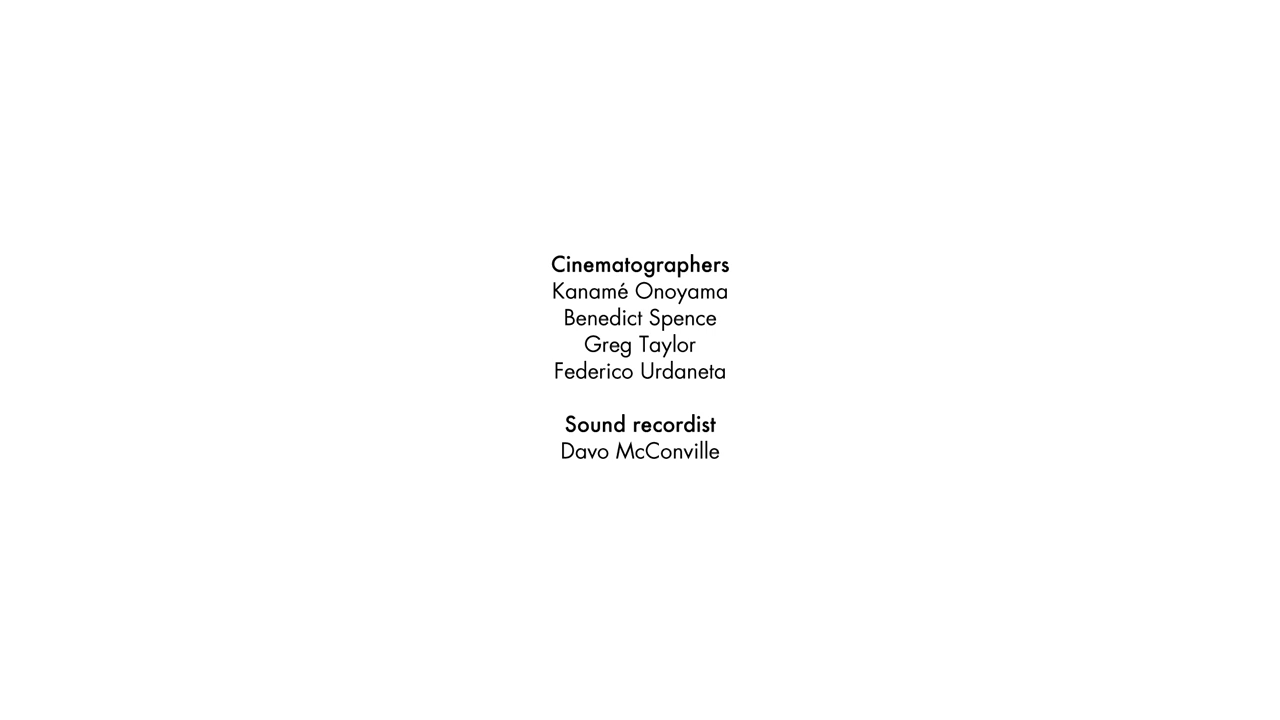 Cinematographers
Kanamé Onoyama
Benedict Spence
Greg Taylor
Federico Urdaneta
Sound recordist
Davo McConville